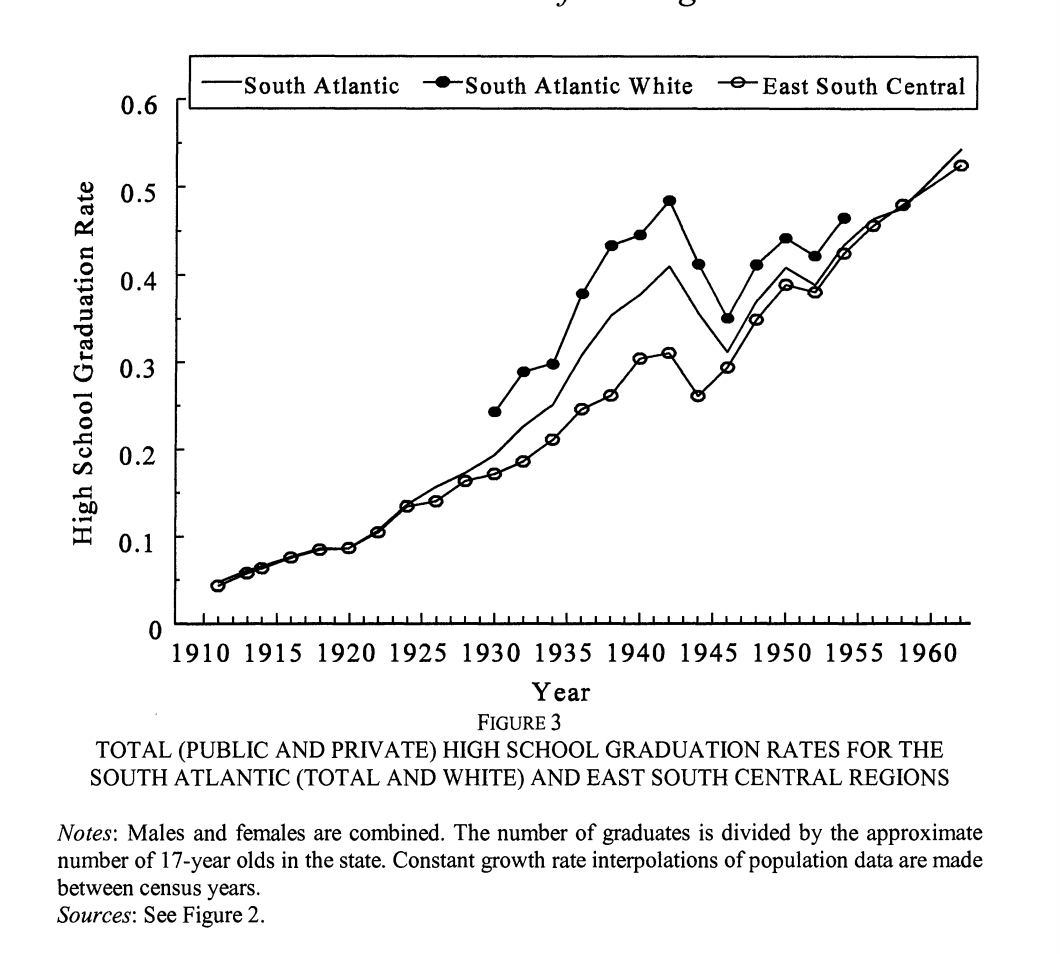 South Atlantic South Atlantic White East South Central
0.6
0.5
0.4
0.3
0.2
0.1
0
High School Graduation Rate
1910 1915 1920 1925 1930 1935 1940 1945 1950 1955 1960
Year
FIGURE 3
TOTAL (PUBLIC AND PRIVATE) HIGH SCHOOL GRADUATION RATES FOR THE
SOUTH ATLANTIC (TOTAL AND WHITE) AND EAST SOUTH CENTRAL REGIONS
Notes: Males and females are combined. The number of graduates is divided by the approximate
number of 17-year olds in the state. Constant growth rate interpolations of population data are made
between census years.
Sources: See Figure 2.